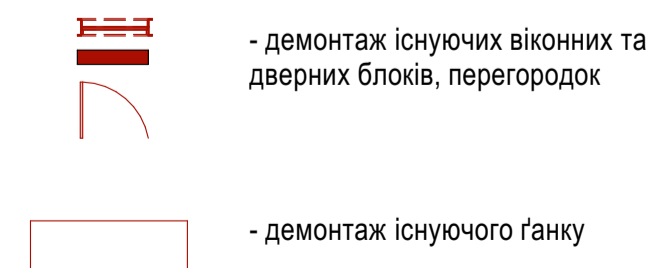 - демонтаж існуючих віконних та
дверних блоків, перегородок
- демонтаж існуючого ґанку